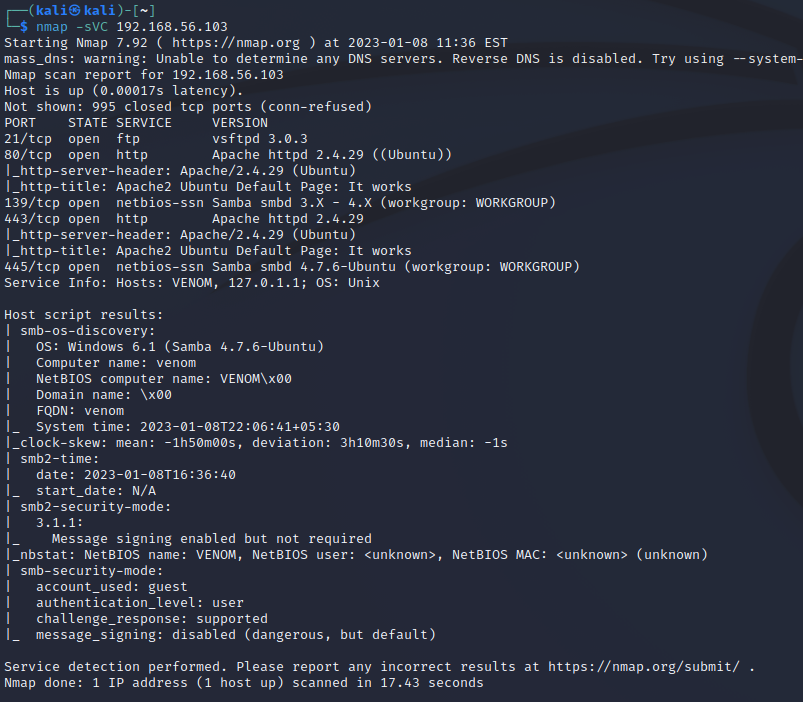 ┌──(kali㉿kali)-[~]
└─$ nmap -sVC 192.168.56.103
Starting Nmap 7.92 ( https://nmap.org ) at 2023-01-08 11:36 EST
mass_dns: warning: Unable to determine any DNS servers. Reverse DNS is disabled. Try using --system-
Nmap scan report for 192.168.56.103
Host is up (0.00017s latency).
Not shown: 995 closed tcp ports (conn-refused)
PORT    STATE SERVICE     VERSION
21/tcp  open  ftp         vsftpd 3.0.3
80/tcp  open  http        Apache httpd 2.4.29 ((Ubuntu))
|_http-server-header: Apache/2.4.29 (Ubuntu)
|_http-title: Apache2 Ubuntu Default Page: It works
139/tcp open  netbios-ssn Samba smbd 3.X - 4.X (workgroup: WORKGROUP)
443/tcp open  http        Apache httpd 2.4.29
|_http-server-header: Apache/2.4.29 (Ubuntu)
|_http-title: Apache2 Ubuntu Default Page: It works
445/tcp open  netbios-ssn Samba smbd 4.7.6-Ubuntu (workgroup: WORKGROUP)
Service Info: Hosts: VENOM, 127.0.1.1; OS: Unix

Host script results:
| smb-os-discovery:
|   OS: Windows 6.1 (Samba 4.7.6-Ubuntu)
|   Computer name: venom
|   NetBIOS computer name: VENOM\x00
|   Domain name: \x00
|   FQDN: venom
|_  System time: 2023-01-08T22:06:41+05:30
|_clock-skew: mean: -1h50m00s, deviation: 3h10m30s, median: -1s
| smb2-time:
|   date: 2023-01-08T16:36:40
|_  start_date: N/A
| smb2-security-mode:
|   3.1.1:
|_    Message signing enabled but not required
|_nbstat: NetBIOS name: VENOM, NetBIOS user: <unknown>, NetBIOS MAC: <unknown> (unknown)
| smb-security-mode:
|   account_used: guest
|   authentication_level: user
|   challenge_response: supported
|_  message_signing: disabled (dangerous, but default)

Service detection performed. Please report any incorrect results at https://nmap.org/submit/ .
Nmap done: 1 IP address (1 host up) scanned in 17.43 seconds